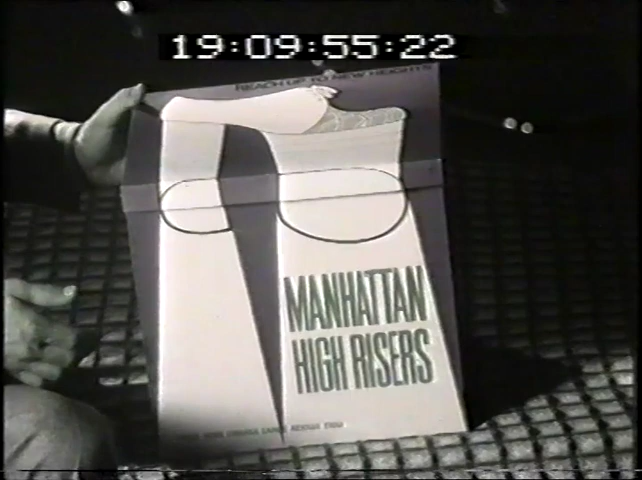 19:09:55:22
REACH UP TO NEW HEIGHTS
MANHATTAN
HIGH RISERS